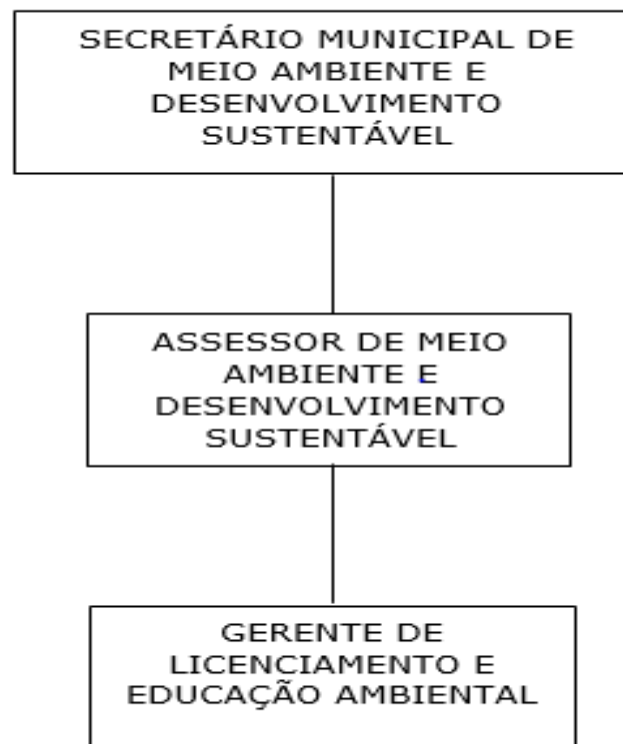 SECRETÁRIO MUNICIPAL DE
MEIO AMBIENTE E
DESENVOLVIMENTO
SUSTENTÁVEL
ASSESSOR DE MEIO
AMBIENTE E
DESENVOLVIMENTO
SUSTENTÁVEL
GERENTE DE
LICENCIAMENTO E
EDUCAÇÃO AMBIENTAL